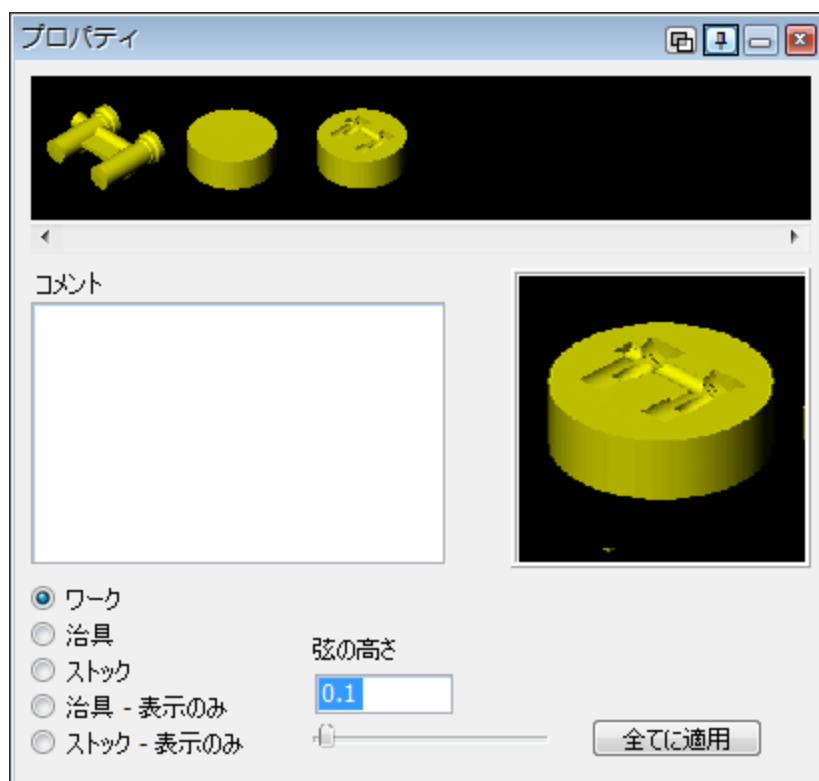 プロパティ
コメント
ワーク
治具
ストック
治具 - 表示のみ
ストック - 表示のみ
弦の高さ
0.1
全てに適用